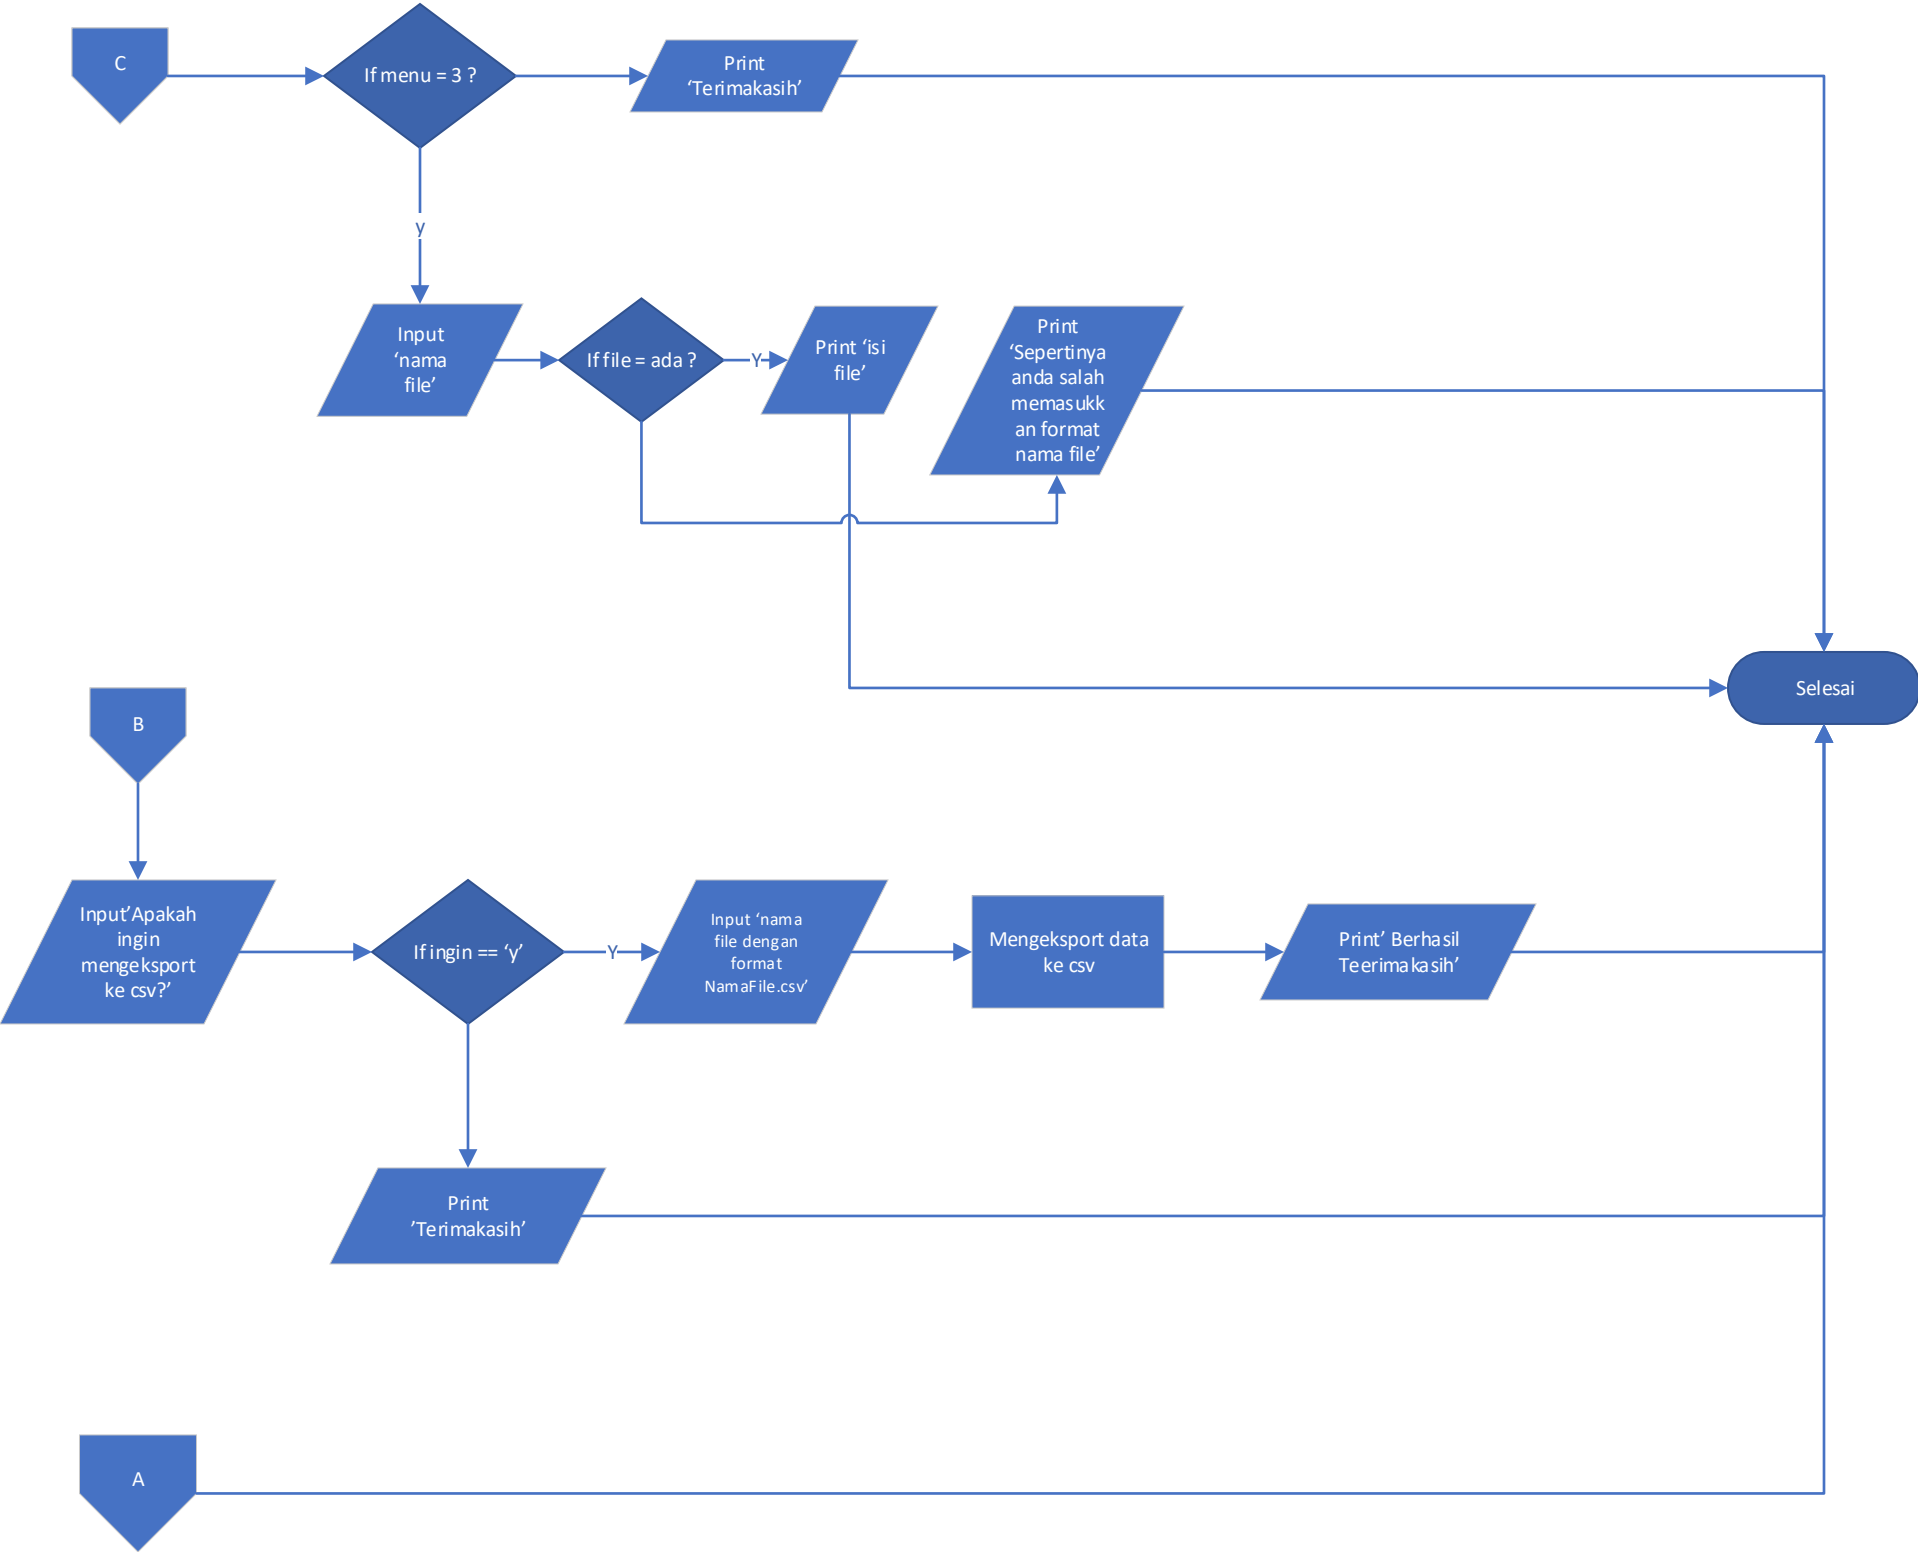 C
If menu = 3 ?
Print
‘Terimakasih’
y
Input
‘nama
file’
If file = ada ?
Y
Print ‘isi
file’
Print
‘Sepertinya
anda salah
memasukk
an format
nama file’
Selesai
B
Input’Apakah
ingin
mengeksport
ke csv?’
If ingin == ‘y’
Y
Input ‘nama
file dengan
format
NamaFile.csv’
Mengeksport data
ke csv
Print’ Berhasil
Teerimakasih’
Print
’Terimakasih’
A